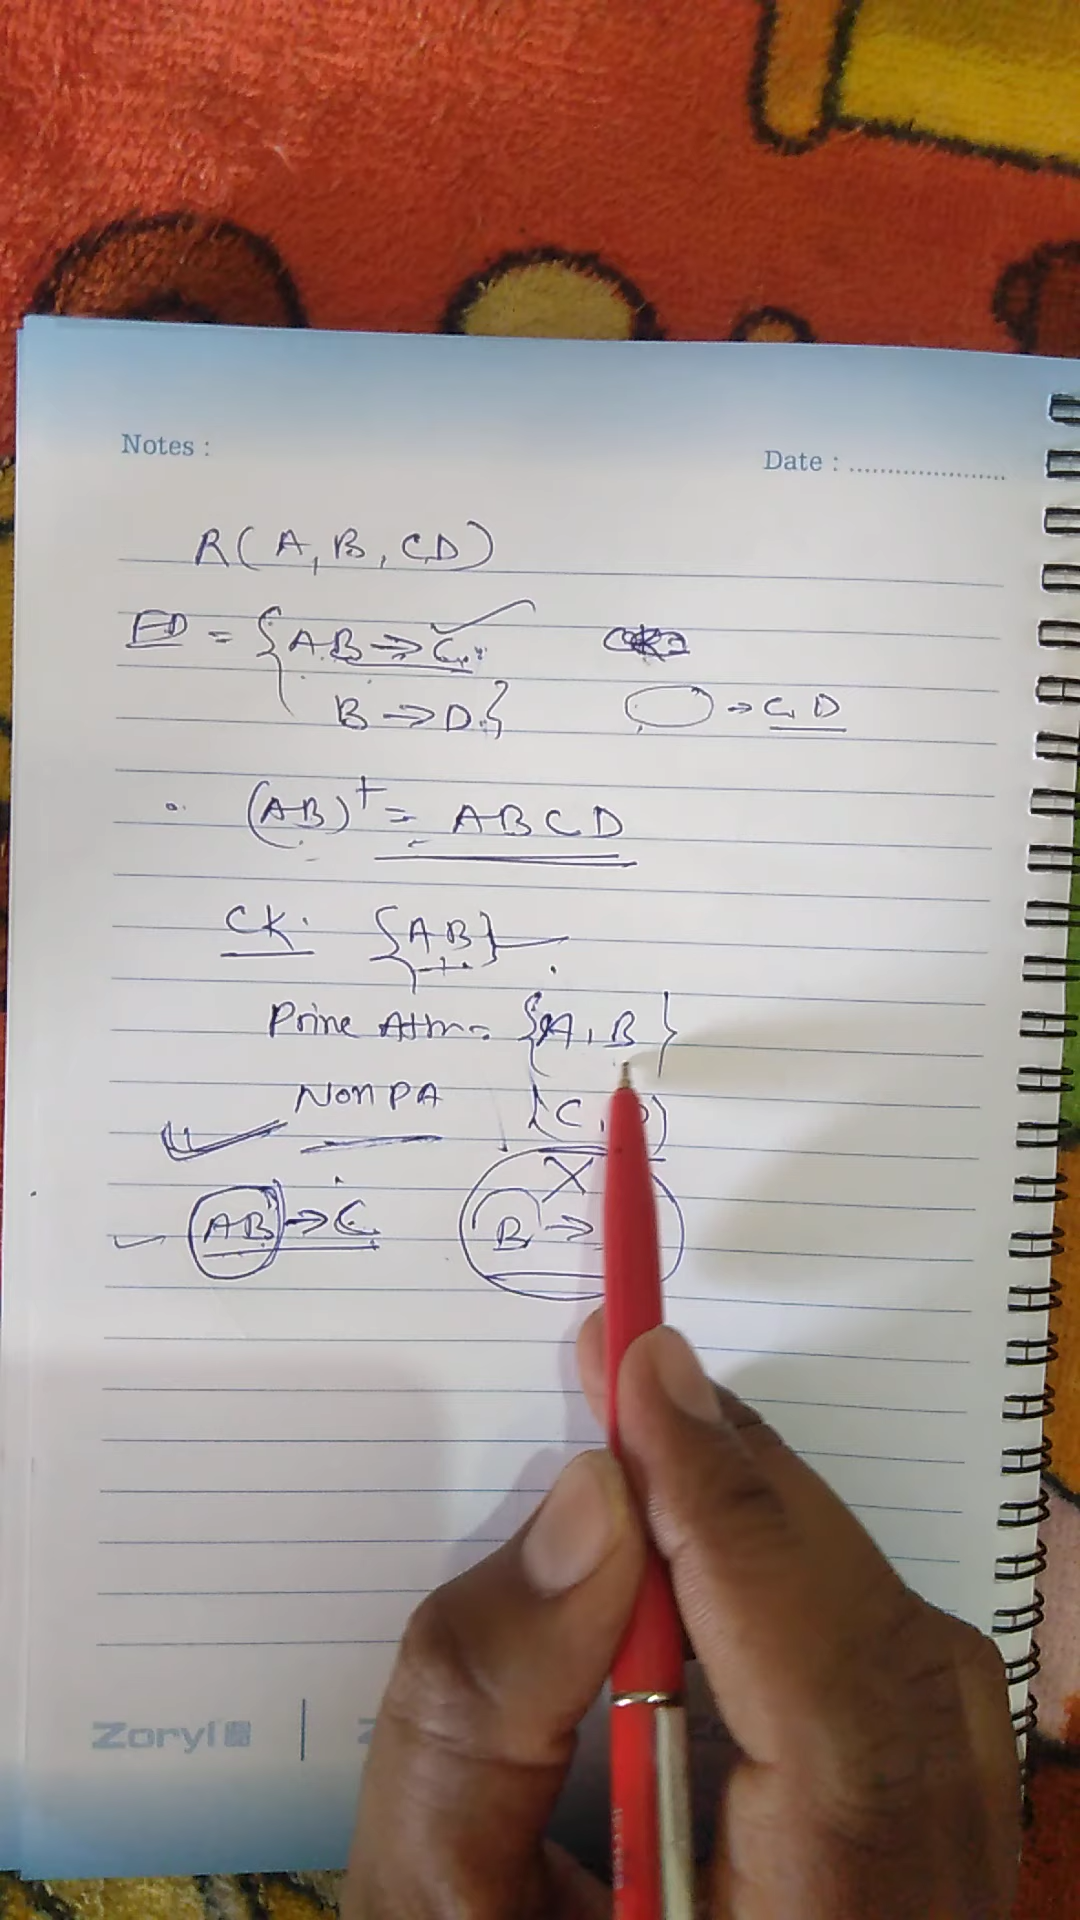 Notes :
Date : ......................
R(A, B, C, D)
FD = {AB → C.
B → D.}
→ C, D
(AB)⁺ = ABCD
CK. {AB}
Prime Attr = {A, B}
Non PA {C,
AB → C
B →
Zoryl